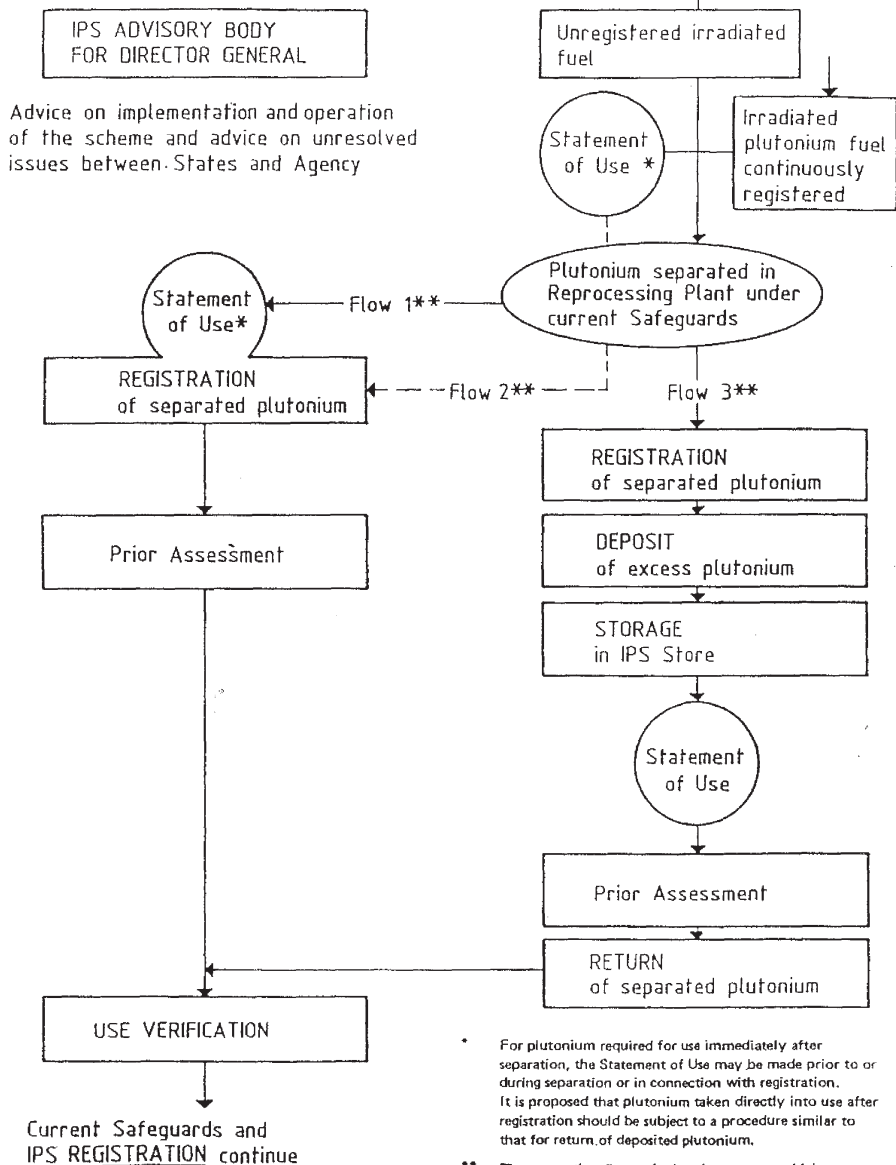 IPS ADVISORY BODY
FOR DIRECTOR GENERAL
Advice on implementation and operation
of the scheme and advice on unresolved
issues between States and Agency
Unregistered irradiated
fuel
Statement
of Use *
Irradiated
plutonium fuel
continuously
registered
Plutonium separated in
Reprocessing Plant under
current Safeguards
Statement
of Use*
Flow 1**
REGISTRATION
of separated plutonium
Flow 2**
Flow 3**
REGISTRATION
of separated plutonium
Prior Assessment
DEPOSIT
of excess plutonium
STORAGE
in IPS Store
Statement
of Use
Prior Assessment
RETURN
of separated plutonium
USE VERIFICATION
Current Safeguards and
IPS REGISTRATION continue
* For plutonium required for use immediately after
separation, the Statement of Use may be made prior to or
during separation or in connection with registration.
It is proposed that plutonium taken directly into use after
registration should be subject to a procedure similar to
that for return of deposited plutonium.
**